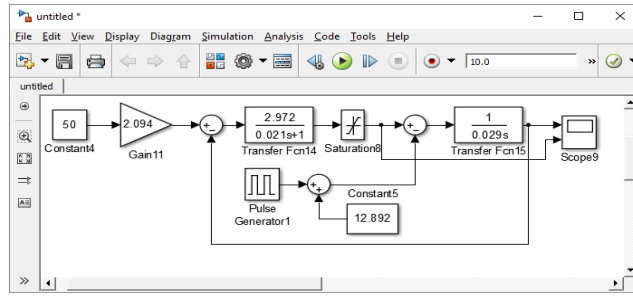 untitled *
File Edit View Display Diagram Simulation Analysis Code Tools Help
10.0
»
untitled
50
Constant4
2.094
Gain11
2.972
0.021s+1
Transfer Fcn14
Saturation8
1
0.029s
Transfer Fcn15
Scope9
Pulse
Generator1
Constant5
12.892
»